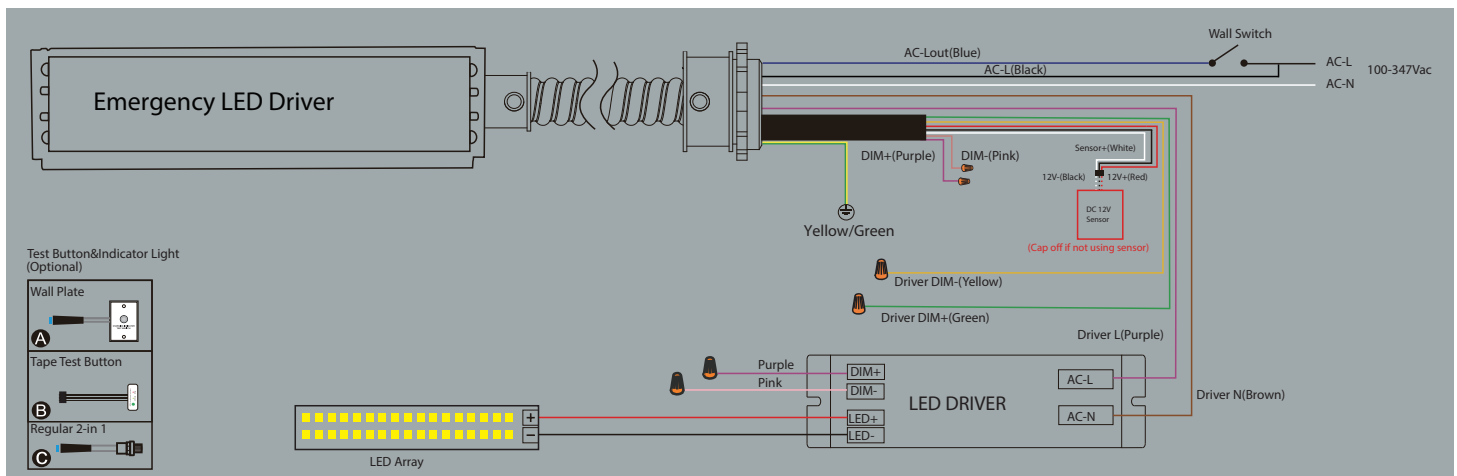 Emergency LED Driver
AC-Lout(Blue)
Wall Switch
AC-L(Black)
AC-L
100-347Vac
AC-N
DIM+(Purple)
DIM-(Pink)
Sensor+(White)
12V-(Black)
12V+(Red)
DC 12V
Sensor
(Cap off if not using sensor)
Yellow/Green
Driver DIM-(Yellow)
Driver DIM+(Green)
Driver L(Purple)
Driver N(Brown)
Test Button&Indicator Light
(Optional)
Wall Plate
A
Tape Test Button
B
Regular 2-in 1
C
Purple
Pink
DIM+
DIM-
LED+
LED-
LED DRIVER
AC-L
AC-N
+
−
LED Array